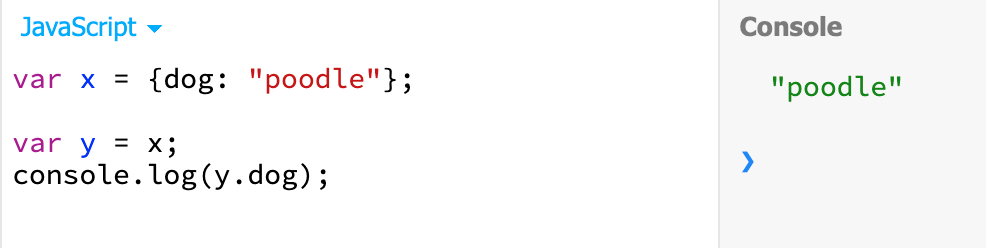 JavaScript
var x = {dog: "poodle"};
var y = x;
console.log(y.dog);
Console
"poodle"